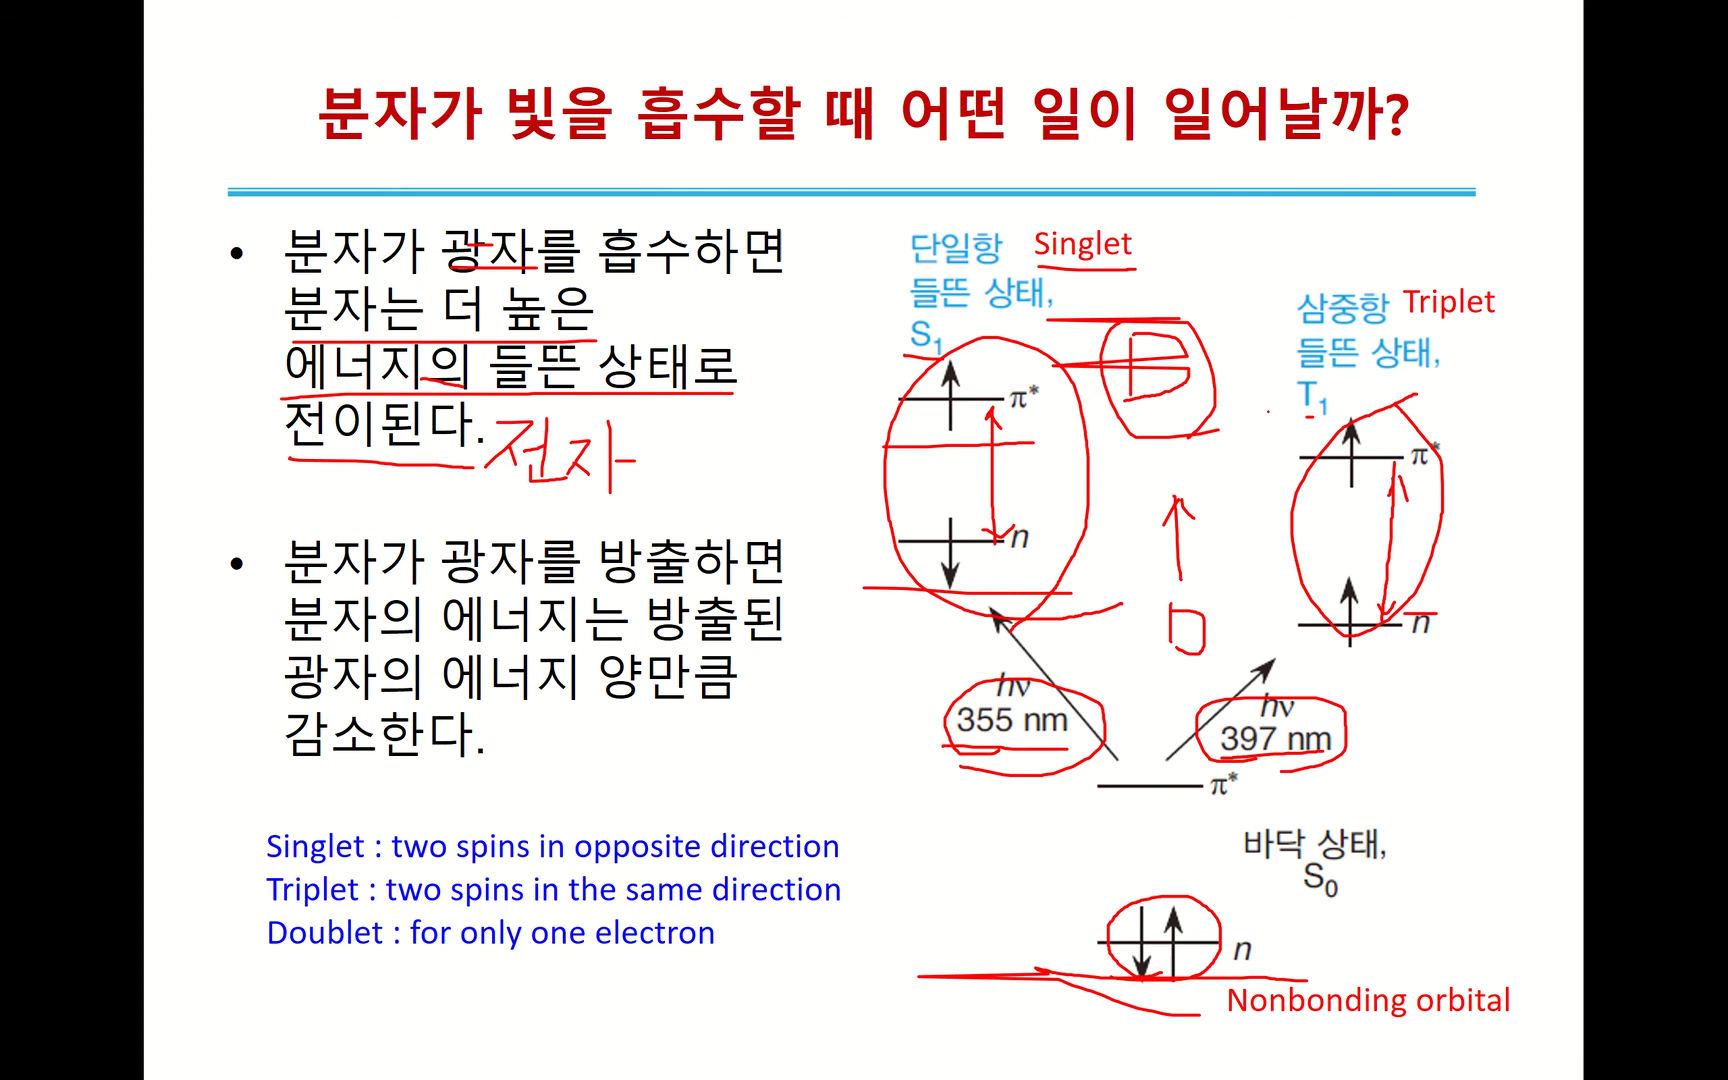 분자가 빛을 흡수할 때 어떤 일이 일어날까?
• 분자가 광자를 흡수하면
분자는 더 높은
에너지의 들뜬 상태로
전이된다.
전자
• 분자가 광자를 방출하면
분자의 에너지는 방출된
광자의 에너지 양만큼
감소한다.
Singlet : two spins in opposite direction
Triplet : two spins in the same direction
Doublet : for only one electron
단일항 Singlet
들뜬 상태,
S₁
π*
n
삼중항 Triplet
들뜬 상태,
T₁
π*
n
hν
355 nm
hν
397 nm
π*
바닥 상태,
S₀
n
Nonbonding orbital